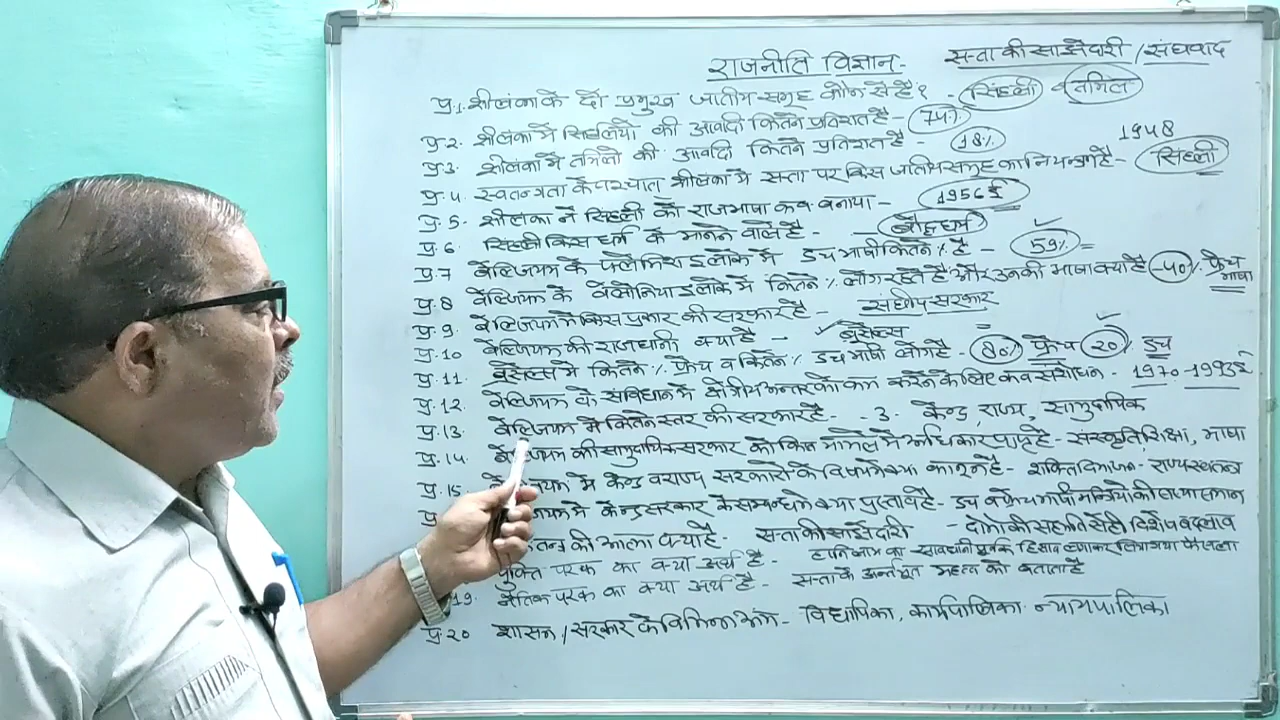 राजनीति विज्ञान- सत्ता की साझेदारी / संघवाद
प्र.1. श्रीलंका के दो प्रमुख जातीय समूह कौन से है? - सिंहली व तमिल
प्र.2. श्रीलंका में सिंहलियों की आबादी कितने प्रतिशत है - 74%
प्र.3. श्रीलंका में तमिलो की आबादी कितने प्रतिशत है - 18%
1948
प्र.4. स्वतन्त्रता के पश्चात श्रीलंका में सत्ता पर किस जातीय समूह का नियन्त्रण है- सिंहली
प्र.5. श्रीलंका ने सिंहली को राजभाषा कब बनाया- - 1956 ई
प्र.6 सिंहली किस धर्म के मानने वाले है - - बौद्ध धर्म
प्र.7 बेल्जियम के फ्लेमिश इलाके में डच भाषी कितने % है - 59%
प्र.8 बेल्जियम के वेलोनिया इलाके में कितने % लोग रहते है और उनकी भाषा क्या है -40% फ्रेंच भाषा
प्र.9. बेल्जियम में किस प्रकार की सरकार है - संघीय सरकार
प्र.10 बेल्जियम की राजधानी क्या है - ब्रुसेल्स
प्र.11. ब्रुसेल्स में कितने % फ्रेंच व कितने % डच भाषी लोग है - 80% फ्रेंच 20% डच
प्र.12. बेल्जियम के संविधान में क्षेत्रीय अन्तर को कम करने के लिए कब संशोधन - 1970 - 1993 ई
प्र.13. बेल्जियम में कितने स्तर की सरकार है- - 3. केन्द्र, राज्य, सामुदायिक
प्र.14. बेल्जियम की सामुदायिक सरकार को किन मामले में अधिकार प्राप्त है - संस्कृति, शिक्षा, भाषा
प्र.15. में केन्द्र व राज्य सरकारो के विषय में क्या कानून है- शक्ति विभाजन - राज्य स्वतन्त्र
प्र में केन्द्र सरकार के सम्बन्ध में क्या प्रस्ताव है- डच व फ्रेंच भाषी मन्त्रियो की संख्या समान
की आत्मा क्या है- सत्ता की साझेदारी - दोनो की सहमति से ही विशेष बदलाव
युक्ति परक का क्या अर्थ है- हानि लाभ का सावधानी पूर्वक हिसाब लगाकर लिया गया फैसला
19. नैतिक परक का क्या अर्थ है- सत्ता के अन्तर्भूत महत्व को बताता है
प्र.20 शासन / सरकार के विभिन्न अंग- विधायिका, कार्यपालिका न्यायपालिका